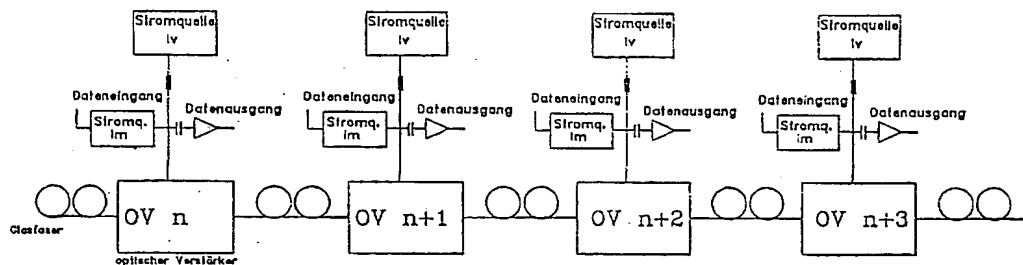 Stromquelle
Iv
Stromquelle
Iv
Stromquelle
Iv
Stromquelle
Iv
Dateneingang
Datenausgang
Stromq.
Im
Dateneingang
Datenausgang
Stromq.
Im
Dateneingang
Datenausgang
Stromq.
Im
Dateneingang
Datenausgang
Stromq.
Im
OV n
OV n+1
OV n+2
OV n+3
Glasfaser
optischer Verstärker